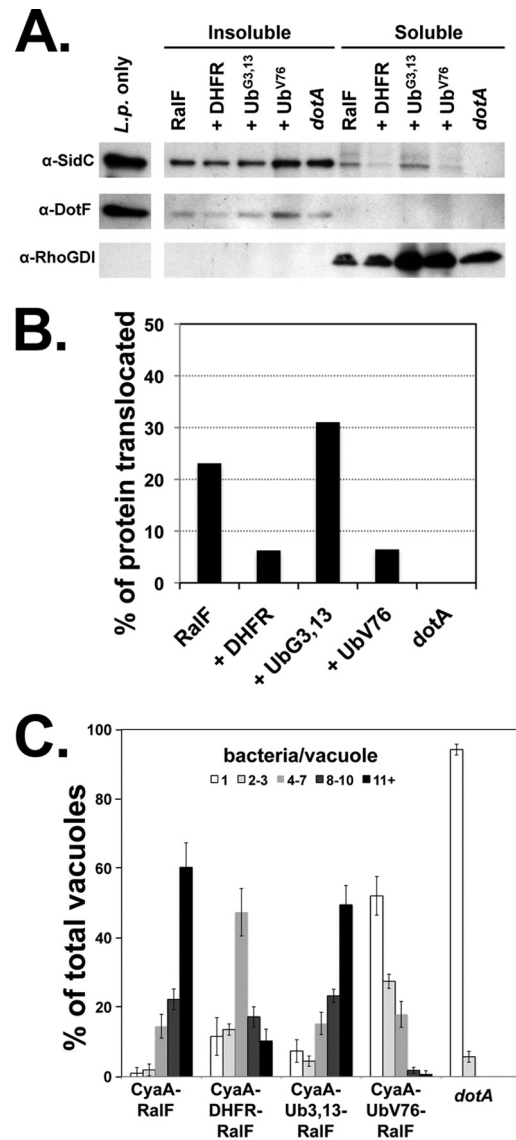 A.
Insoluble
Soluble
L.p. only
RalF
+ DHFR
+ UbG3,13
+ UbV76
dotA
RalF
+ DHFR
+ UbG3,13
+ UbV76
dotA
α-SidC
α-DotF
α-RhoGDI
B.
% of protein translocated
50
40
30
20
10
0
RalF
+ DHFR
+ UbG3,13
+ UbV76
dotA
C.
% of total vacuoles
100
80
60
40
20
0
bacteria/vacuole
1 2-3 4-7 8-10 11+
CyaA-
RalF
CyaA-
DHFR-
RalF
CyaA-
Ub3,13-
RalF
CyaA-
UbV76-
RalF
dotA